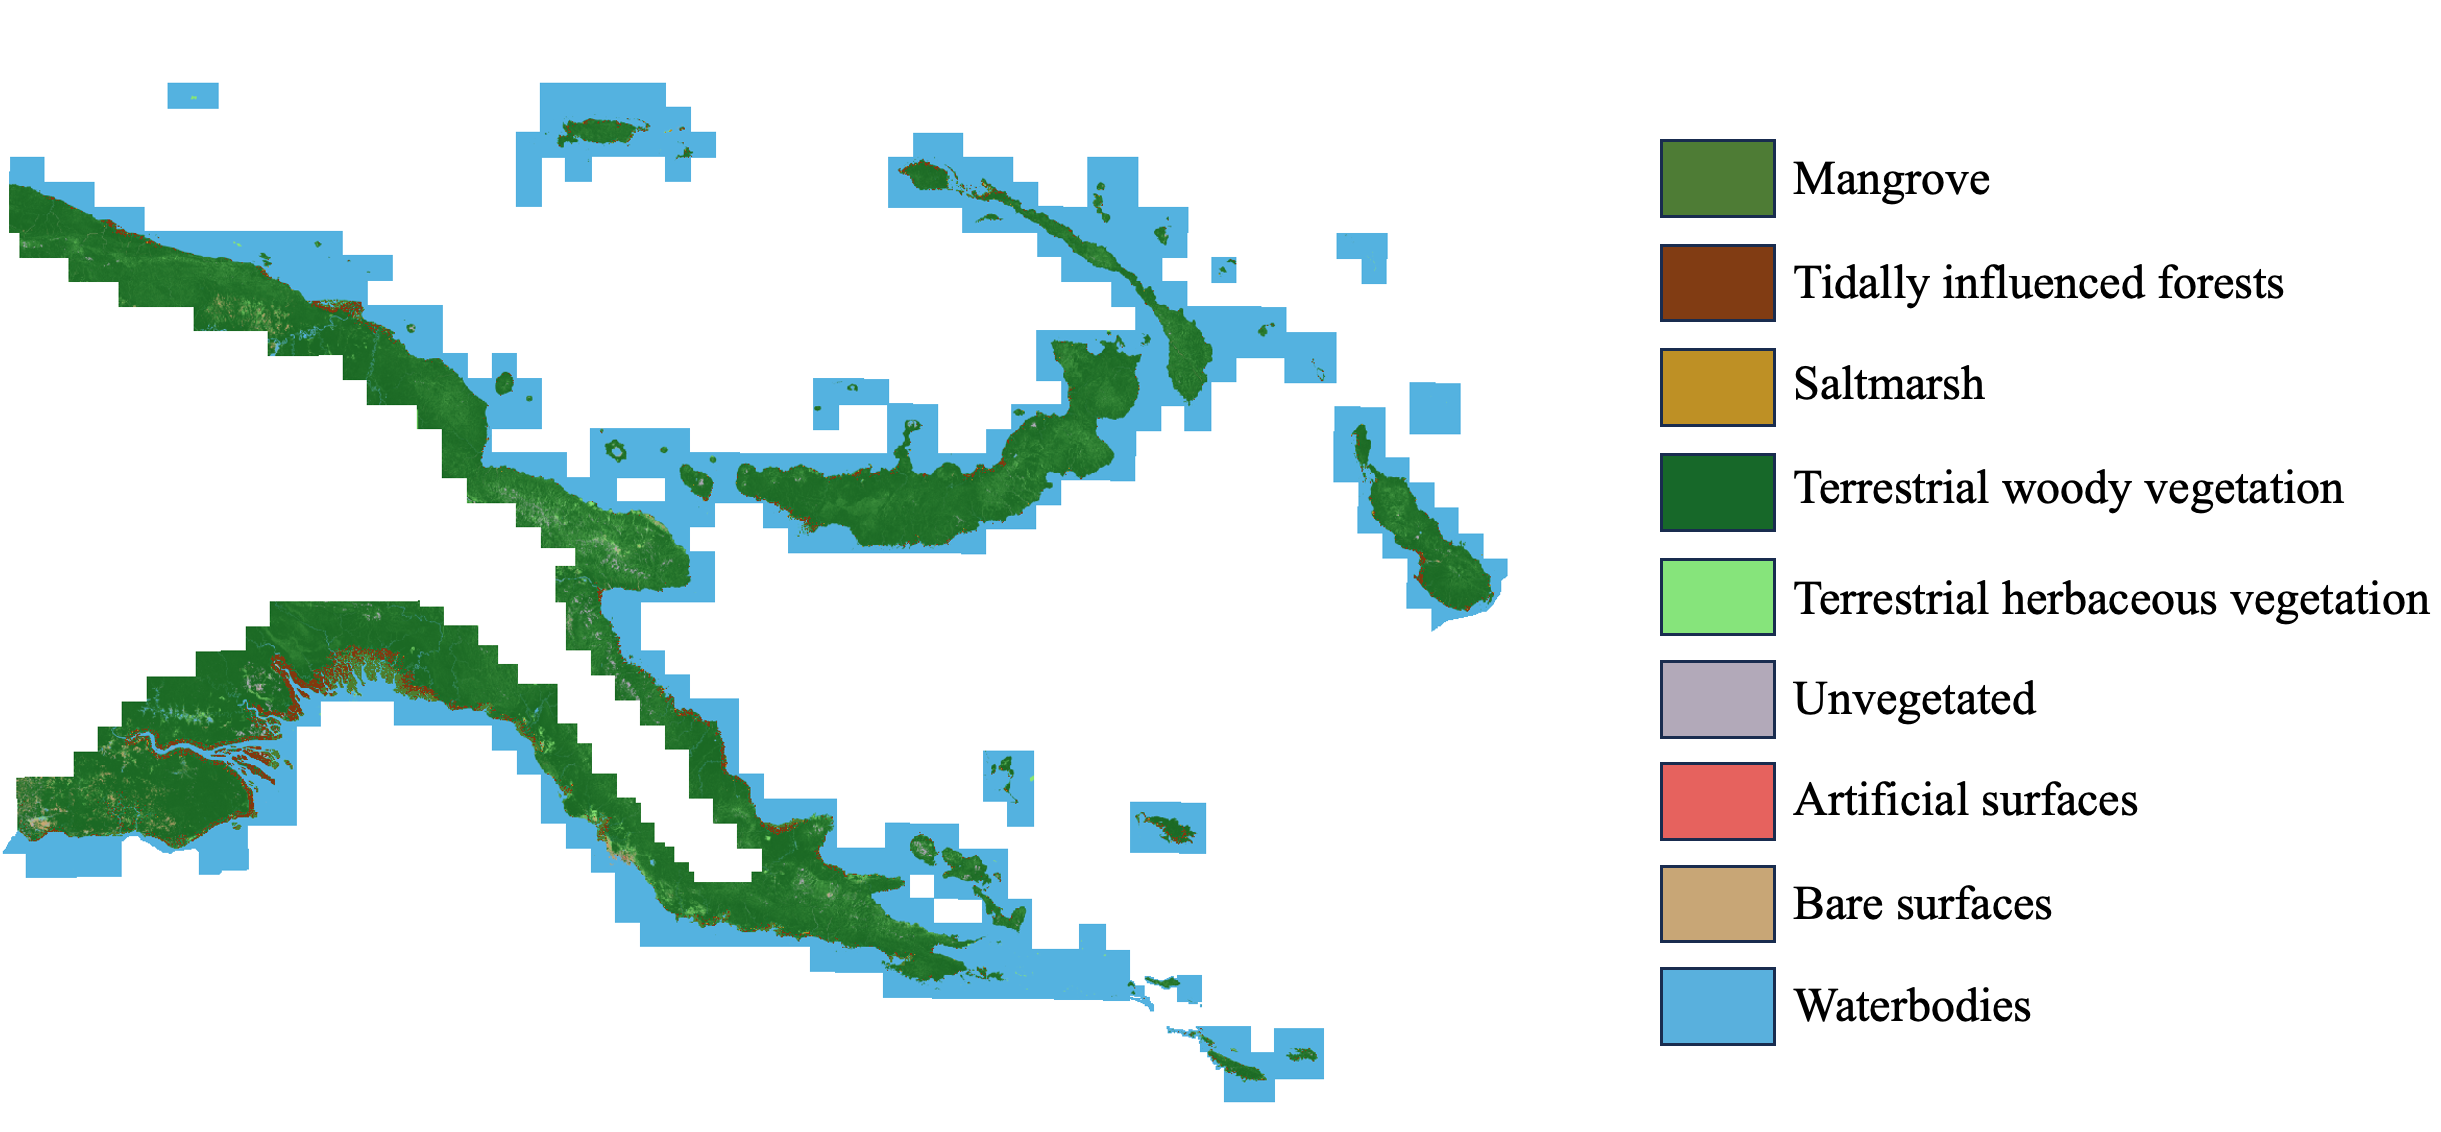 Mangrove
Tidally influenced forests
Saltmarsh
Terrestrial woody vegetation
Terrestrial herbaceous vegetation
Unvegetated
Artificial surfaces
Bare surfaces
Waterbodies